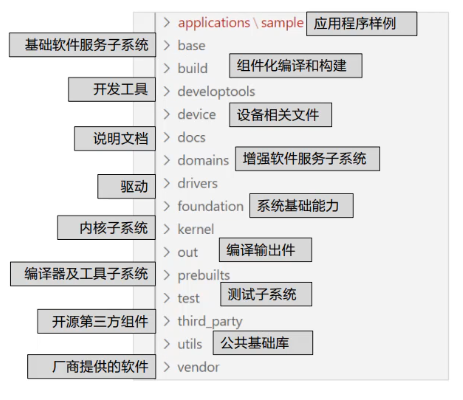 > applications \ sample 应用程序样例
基础软件服务子系统 > base
> build 组件化编译和构建
开发工具 > developtools
> device 设备相关文件
说明文档 > docs
> domains 增强软件服务子系统
驱动 > drivers
> foundation 系统基础能力
内核子系统 > kernel
> out 编译输出件
编译器及工具子系统 > prebuilts
> test 测试子系统
开源第三方组件 > third_party
> utils 公共基础库
厂商提供的软件 > vendor